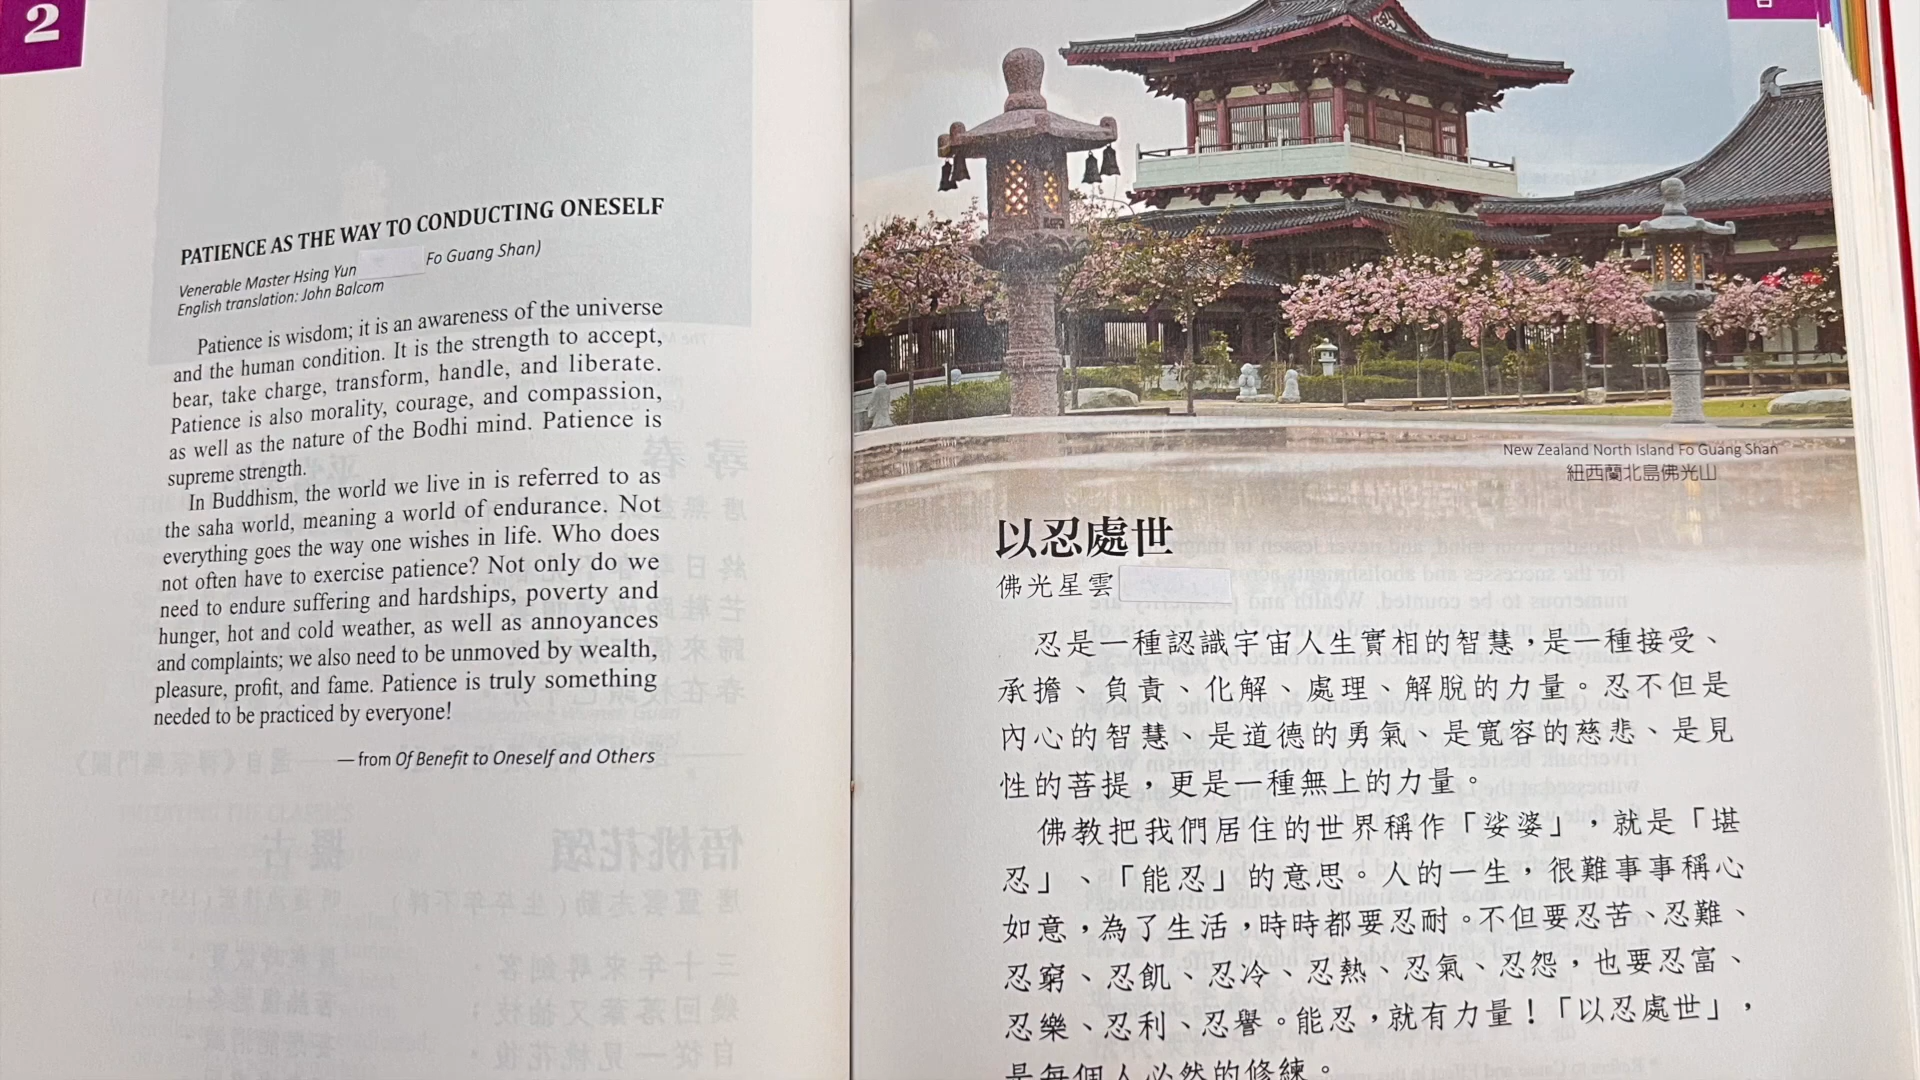 2
PATIENCE AS THE WAY TO CONDUCTING ONESELF
Venerable Master Hsing Yun Fo Guang Shan)
English translation: John Balcom
Patience is wisdom; it is an awareness of the universe
and the human condition. It is the strength to accept,
bear, take charge, transform, handle, and liberate.
Patience is also morality, courage, and compassion,
as well as the nature of the Bodhi mind. Patience is
supreme strength.
In Buddhism, the world we live in is referred to as
the saha world, meaning a world of endurance. Not
everything goes the way one wishes in life. Who does
not often have to exercise patience? Not only do we
need to endure suffering and hardships, poverty and
hunger, hot and cold weather, as well as annoyances
and complaints; we also need to be unmoved by wealth,
pleasure, profit, and fame. Patience is truly something
needed to be practiced by everyone!
— from Of Benefit to Oneself and Others
New Zealand North Island Fo Guang Shan
紐西蘭北島佛光山
以忍處世
佛光星雲
忍是一種認識宇宙人生實相的智慧，是一種接受、
承擔、負責、化解、處理、解脫的力量。忍不但是
內心的智慧、是道德的勇氣、是寬容的慈悲、是見
性的菩提，更是一種無上的力量。
佛教把我們居住的世界稱作「娑婆」，就是「堪
忍」、「能忍」的意思。人的一生，很難事事稱心
如意，為了生活，時時都要忍耐。不但要忍苦、忍難、
忍窮、忍飢、忍冷、忍熱、忍氣、忍怨，也要忍富、
忍樂、忍利、忍譽。能忍，就有力量！「以忍處世」，
是每個人必然的修練。